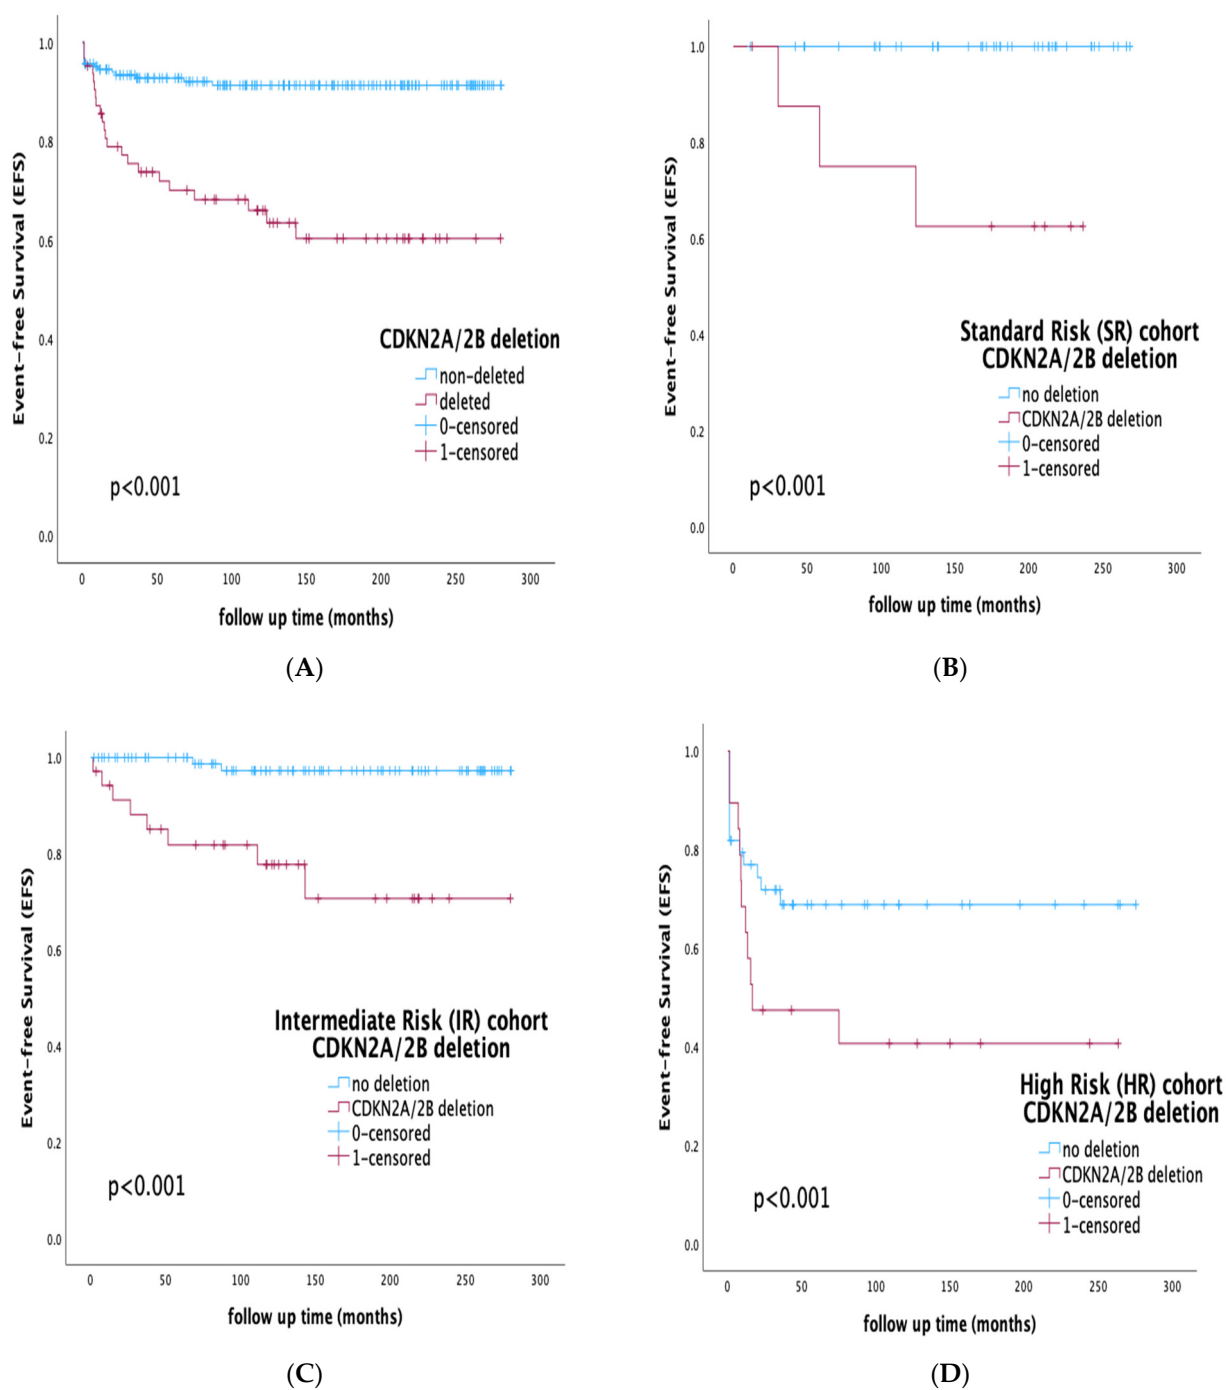 Event-free Survival (EFS)
1.0
0.8
0.6
0.4
0.2
0.0
CDKN2A/2B deletion
non-deleted
deleted
0-censored
1-censored
p<0.001
0 50 100 150 200 250 300
follow up time (months)
(A)
Event-free Survival (EFS)
1.0
0.8
0.6
0.4
0.2
0.0
Standard Risk (SR) cohort
CDKN2A/2B deletion
no deletion
CDKN2A/2B deletion
0-censored
1-censored
p<0.001
0 50 100 150 200 250 300
follow up time (months)
(B)
Event-free Survival (EFS)
1.0
0.8
0.6
0.4
0.2
0.0
Intermediate Risk (IR) cohort
CDKN2A/2B deletion
no deletion
CDKN2A/2B deletion
0-censored
1-censored
p<0.001
0 50 100 150 200 250 300
follow up time (months)
(C)
Event-free Survival (EFS)
1.0
0.8
0.6
0.4
0.2
0.0
High Risk (HR) cohort
CDKN2A/2B deletion
no deletion
CDKN2A/2B deletion
0-censored
1-censored
p<0.001
0 50 100 150 200 250 300
follow up time (months)
(D)